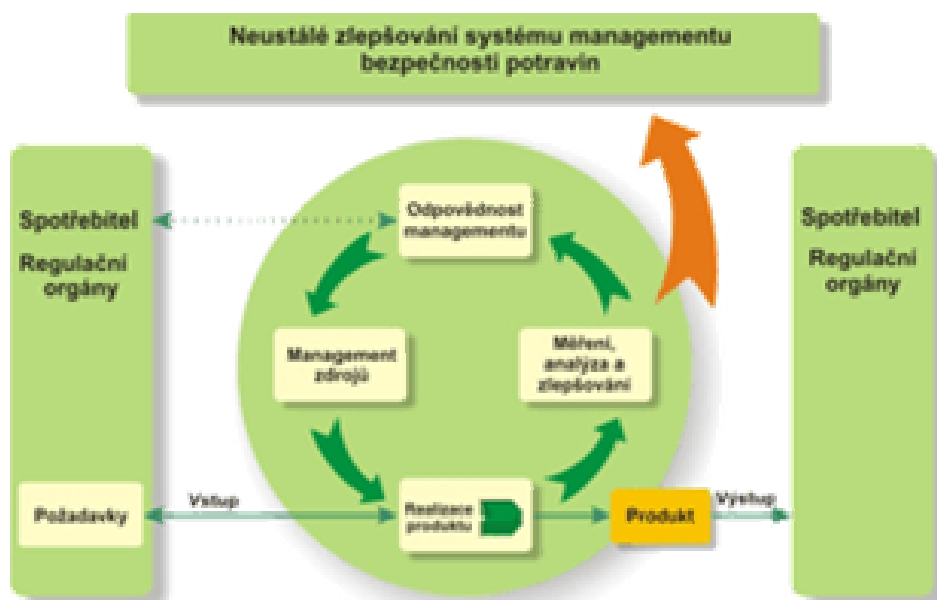 Neustálé zlepšování systému managementu
bezpečnosti potravin
Spotřebitel
Regulační
orgány
Odpovědnost
managementu
Spotřebitel
Regulační
orgány
Management
zdrojů
Měření,
analýza a
zlepšování
Požadavky
Vstup
Realizace
produktu
Produkt
Výstup